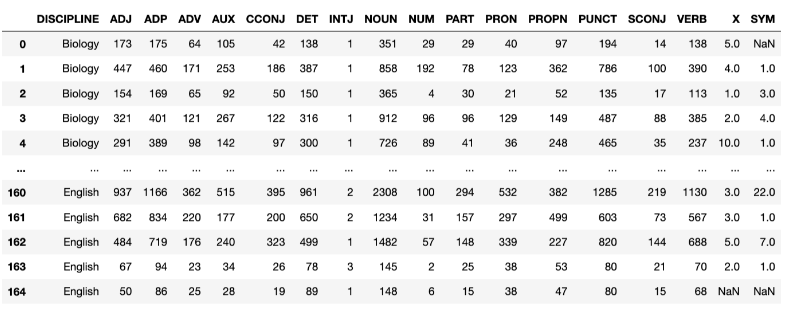 DISCIPLINE ADJ ADP ADV AUX CCONJ DET INTJ NOUN NUM PART PRON PROPN PUNCT SCONJ VERB X SYM
0 Biology 173 175 64 105 42 138 1 351 29 29 40 97 194 14 138 5.0 NaN
1 Biology 447 460 171 253 186 387 1 858 192 78 123 362 786 100 390 4.0 1.0
2 Biology 154 169 65 92 50 150 1 365 4 30 21 52 135 17 113 1.0 3.0
3 Biology 321 401 121 267 122 316 1 912 96 96 129 149 487 88 385 2.0 4.0
4 Biology 291 389 98 142 97 300 1 726 89 41 36 248 465 35 237 10.0 1.0
... ... ... ... ... ... ... ... ... ... ... ... ... ... ... ... ... ... ...
160 English 937 1166 362 515 395 961 2 2308 100 294 532 382 1285 219 1130 3.0 22.0
161 English 682 834 220 177 200 650 2 1234 31 157 297 499 603 73 567 3.0 1.0
162 English 484 719 176 240 323 499 1 1482 57 148 339 227 820 144 688 5.0 7.0
163 English 67 94 23 34 26 78 3 145 2 25 38 53 80 21 70 2.0 1.0
164 English 50 86 25 28 19 89 1 148 6 15 38 47 80 15 68 NaN NaN